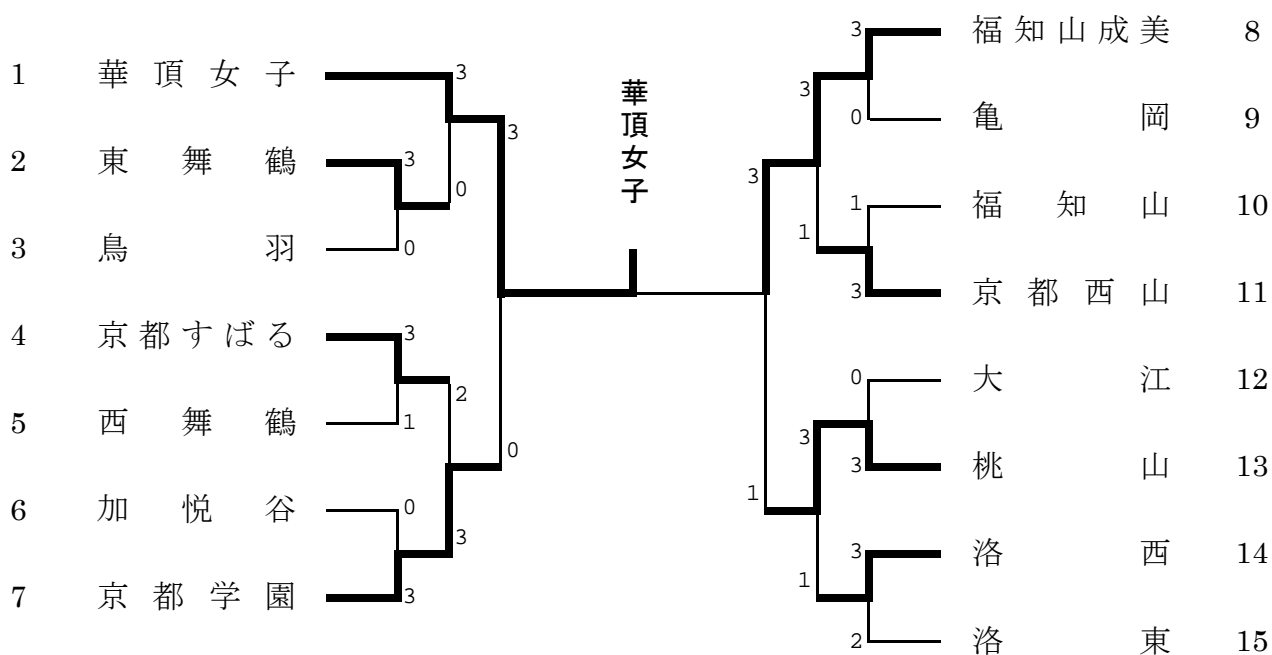 1 華頂女子
2 東舞鶴
3 鳥羽
4 京都すばる
5 西舞鶴
6 加悦谷
7 京都学園
3
3
0
0
3
3
1
2
0
0
3
3
0
華頂女子
3
0
3
1
3
1
3
0
3
3
1
3
1
2
福知山成美 8
亀岡 9
福知山 10
京都西山 11
大江 12
桃山 13
洛西 14
洛東 15